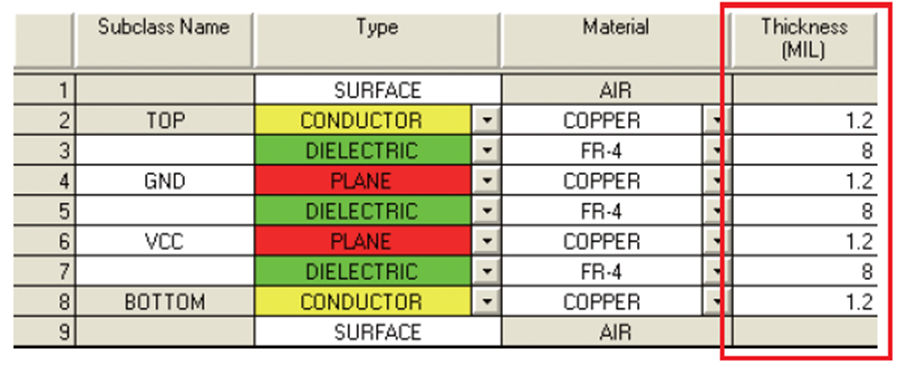 Subclass Name Type Material Thickness
(MIL)
1 SURFACE AIR
2 TOP CONDUCTOR COPPER 1.2
3 DIELECTRIC FR-4 8
4 GND PLANE COPPER 1.2
5 DIELECTRIC FR-4 8
6 VCC PLANE COPPER 1.2
7 DIELECTRIC FR-4 8
8 BOTTOM CONDUCTOR COPPER 1.2
9 SURFACE AIR